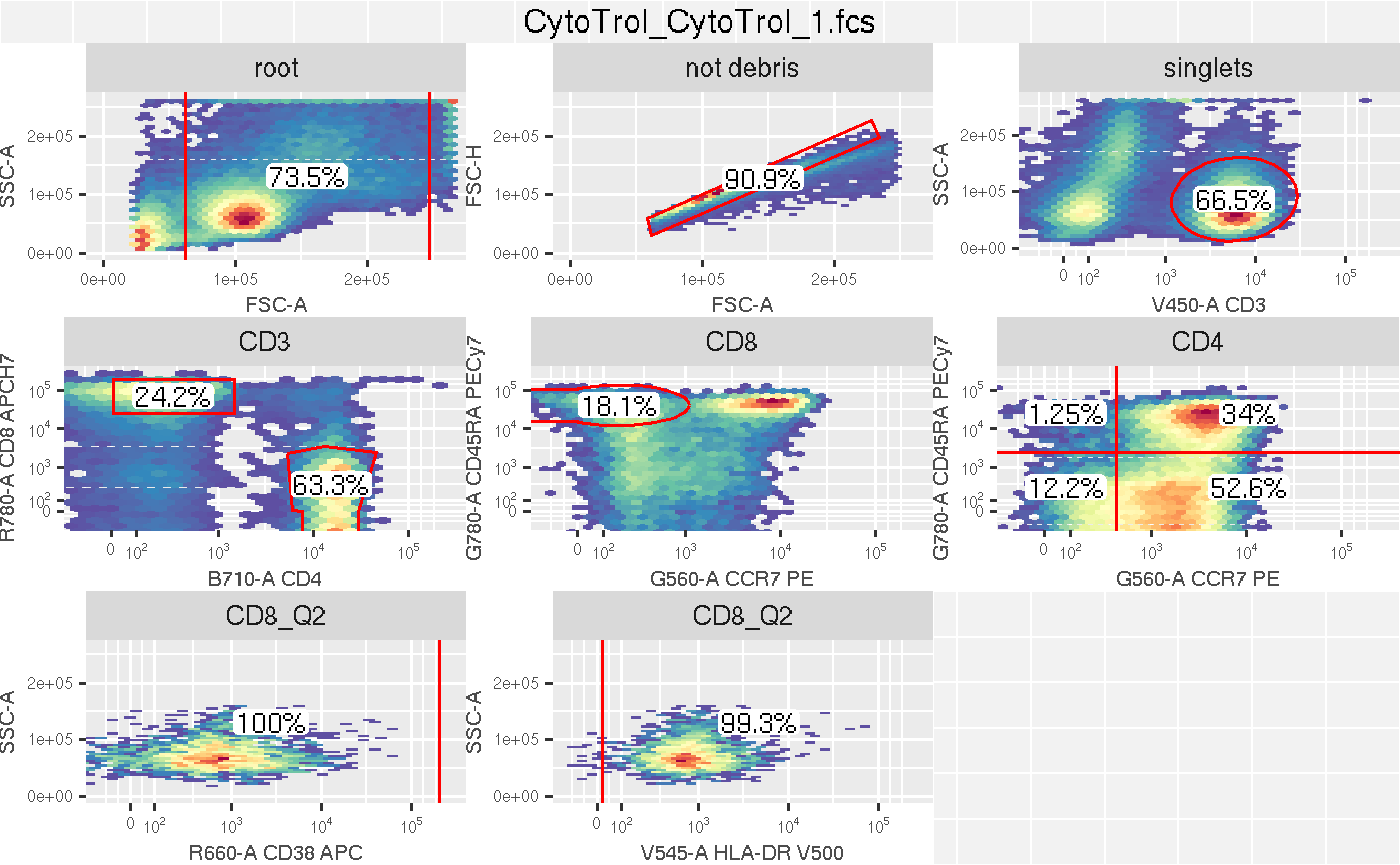 CytoTrol_CytoTrol_1.fcs
root
not debris
singlets
SSC-A
2e+05
1e+05
0e+00
73.5%
0e+00 1e+05 2e+05
FSC-A
FSC-H
2e+05
1e+05
0e+00
90.9%
0e+00 1e+05 2e+05
FSC-A
SSC-A
2e+05
1e+05
0e+00
66.5%
0 10² 10³ 10⁴ 10⁵
V450-A CD3
CD3
CD8
CD4
R780-A CD8 APCH7
10⁵
10⁴
10³
10²
0
24.2%
63.3%
0 10² 10³ 10⁴ 10⁵
B710-A CD4
G780-A CD45RA PECy7
10⁵
10⁴
10³
10²
0
18.1%
0 10² 10³ 10⁴ 10⁵
G560-A CCR7 PE
G780-A CD45RA PECy7
10⁵
10⁴
10³
10²
0
1.25% 34%
12.2% 52.6%
0 10² 10³ 10⁴ 10⁵
G560-A CCR7 PE
CD8_Q2
CD8_Q2
SSC-A
2e+05
1e+05
0e+00
100%
0 10² 10³ 10⁴ 10⁵
R660-A CD38 APC
SSC-A
2e+05
1e+05
0e+00
99.3%
0 10² 10³ 10⁴ 10⁵
V545-A HLA-DR V500